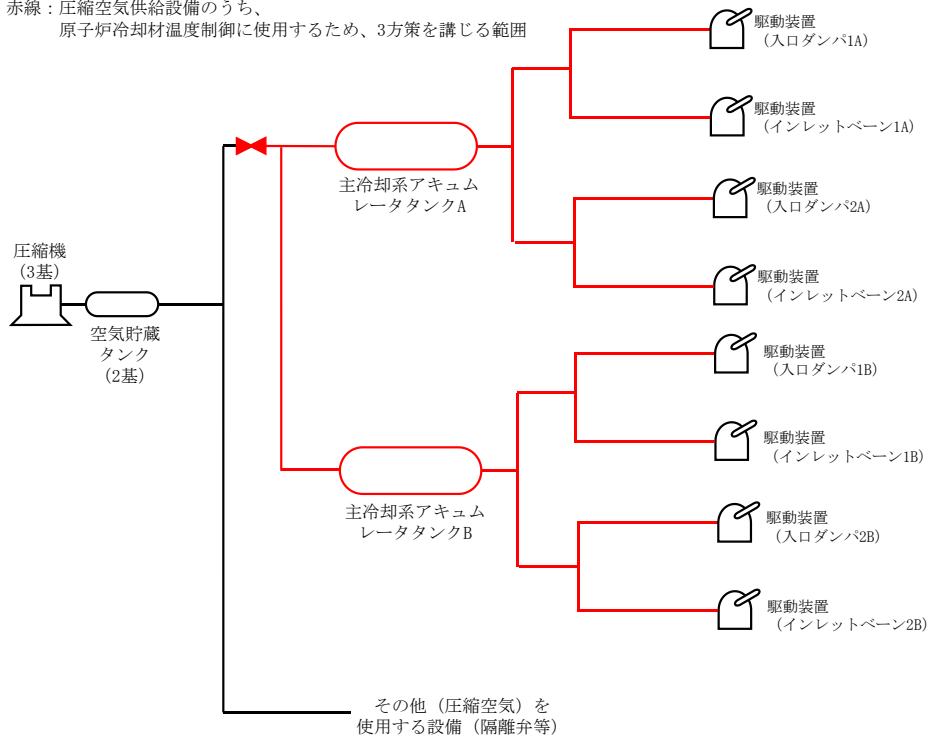 赤線：圧縮空気供給設備のうち、
原子炉冷却材温度制御に使用するため、3方策を講じる範囲
駆動装置
（入口ダンパ1A）
駆動装置
（インレットベーン1A）
主冷却系アキュム
レータタンクA
駆動装置
（入口ダンパ2A）
駆動装置
（インレットベーン2A）
圧縮機
（3基）
空気貯蔵
タンク
（2基）
駆動装置
（入口ダンパ1B）
駆動装置
（インレットベーン1B）
主冷却系アキュム
レータタンクB
駆動装置
（入口ダンパ2B）
駆動装置
（インレットベーン2B）
その他（圧縮空気）を
使用する設備（隔離弁等）